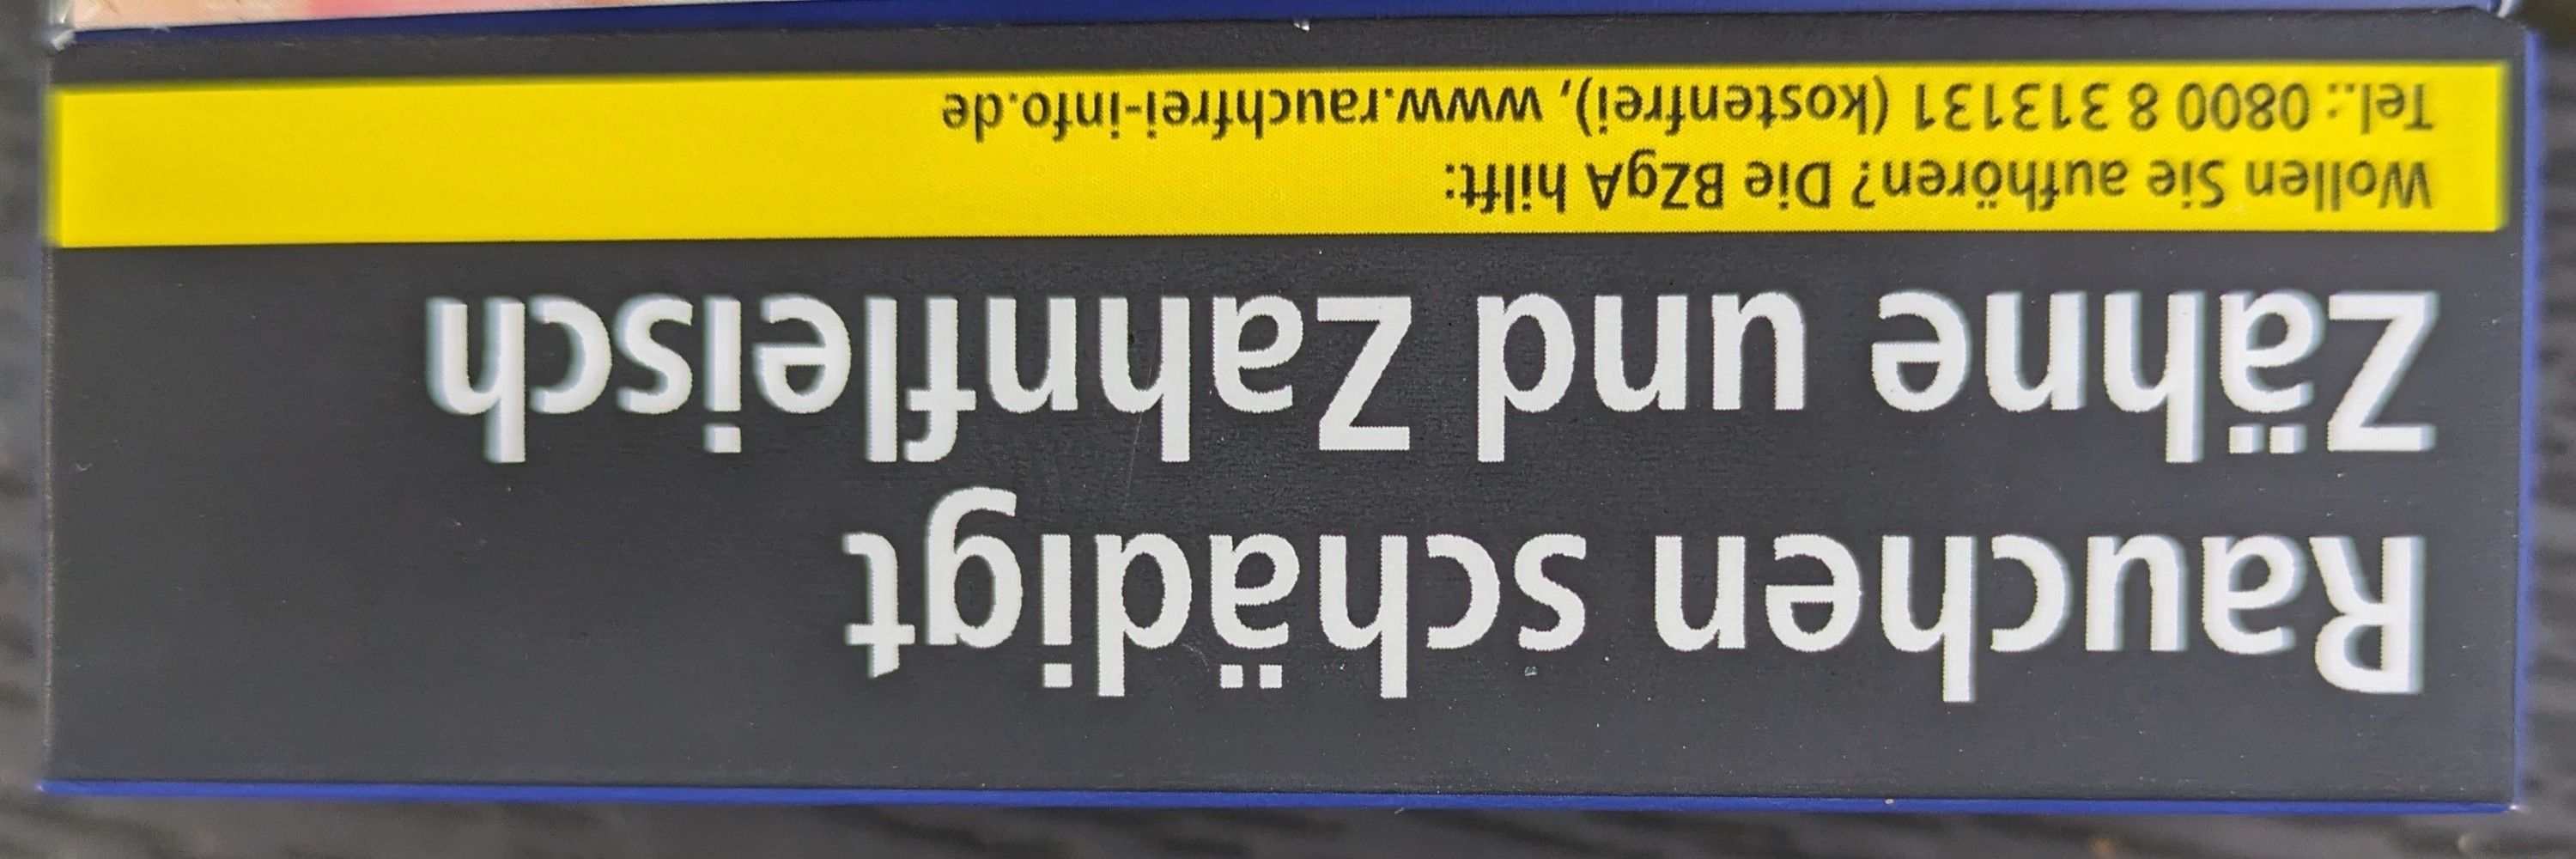 Rauchen schädigt
Zähne und Zahnfleisch
Wollen Sie aufhören? Die BZgA hilft:
Tel.: 0800 8 313131 (kostenfrei), www.rauchfrei-info.de